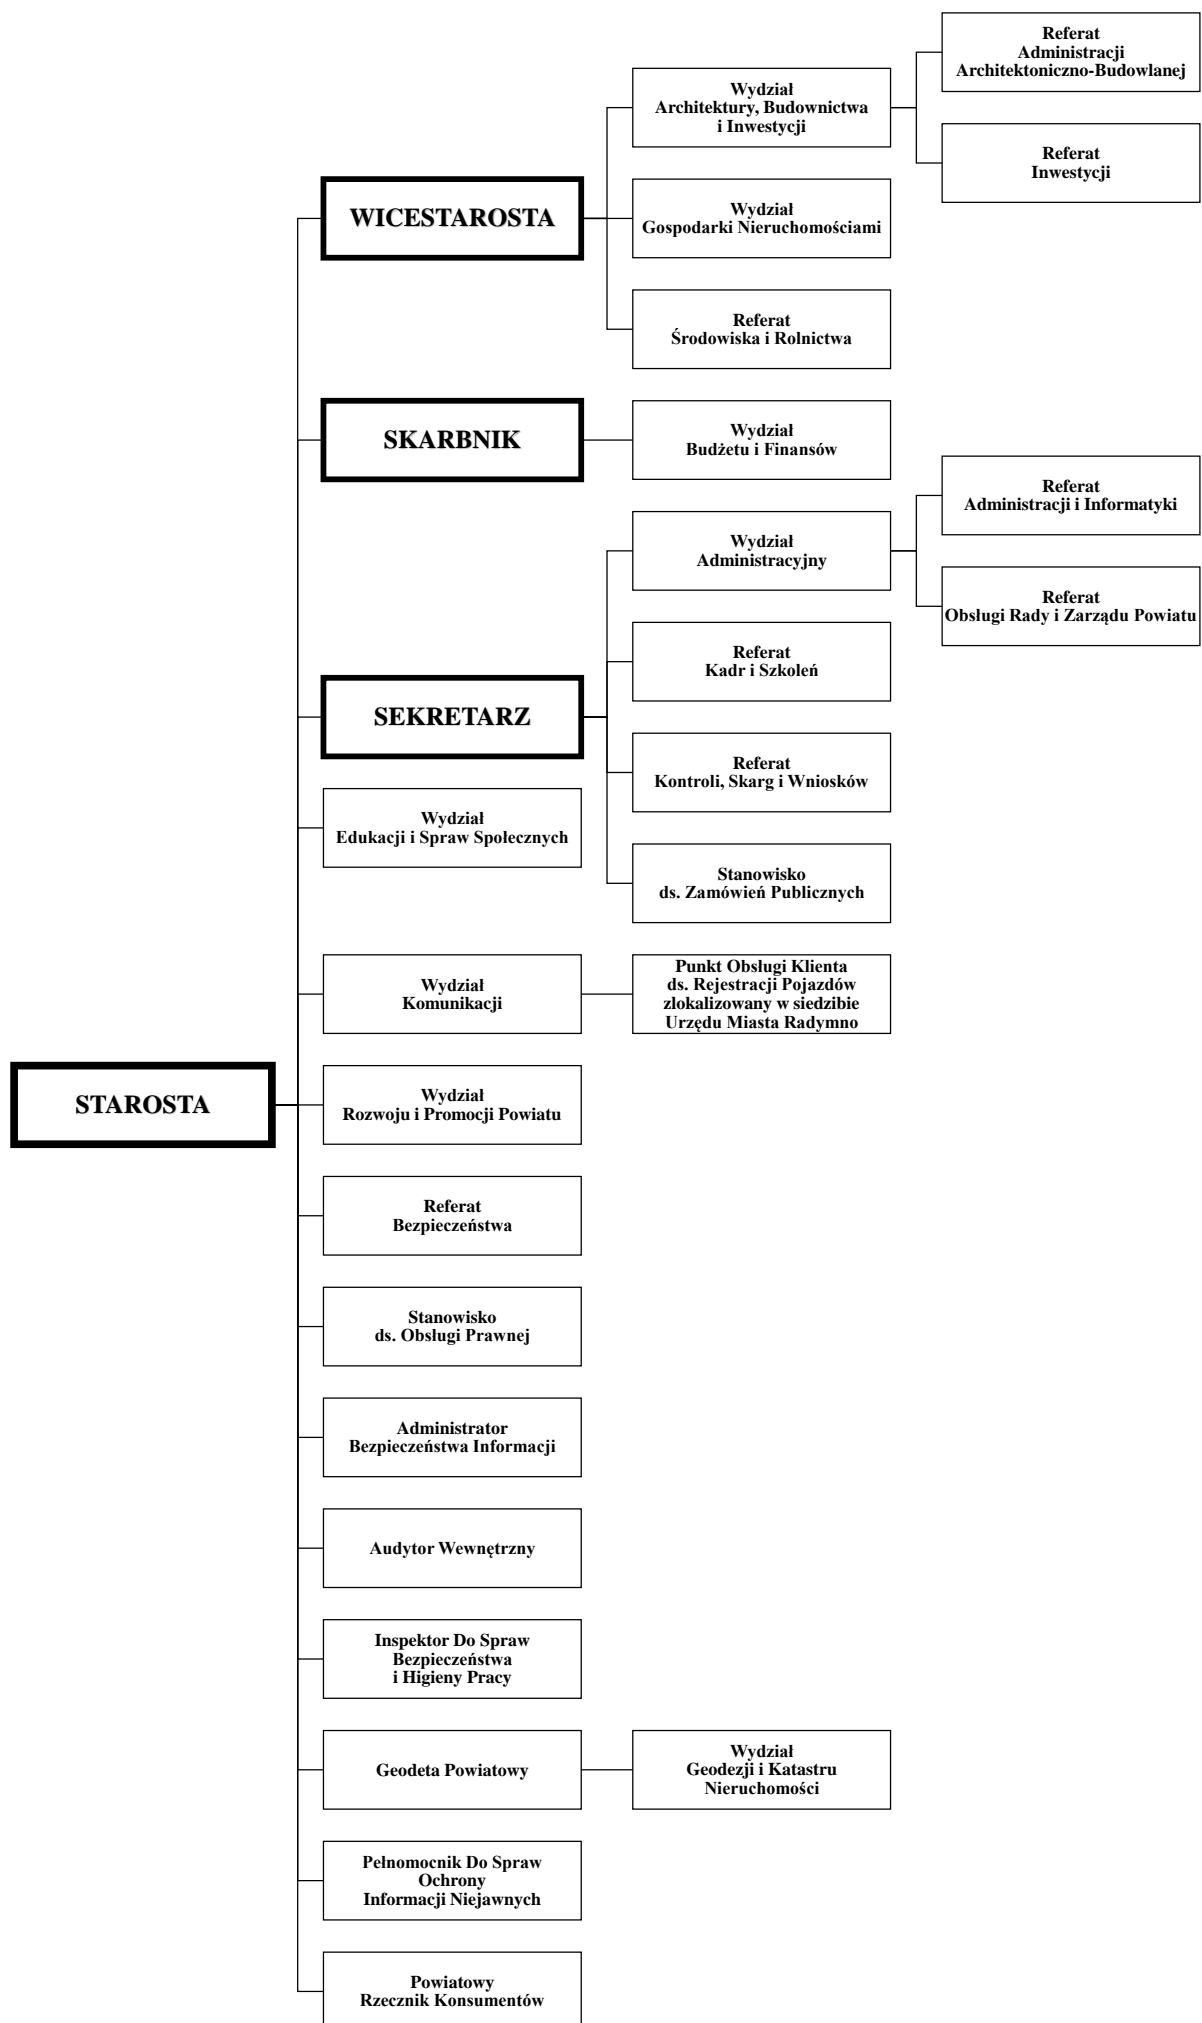 Referat
Administracji
Architektoniczno-Budowlanej
Wydział
Architektury, Budownictwa
i Inwestycji
Referat
Inwestycji
WICESTAROSTA
Wydział
Gospodarki Nieruchomościami
Referat
Środowiska i Rolnictwa
SKARBNIK
Wydział
Budżetu i Finansów
Referat
Administracji i Informatyki
Wydział
Administracyjny
Referat
Obsługi Rady i Zarządu Powiatu
Referat
Kadr i Szkoleń
SEKRETARZ
Referat
Kontroli, Skarg i Wniosków
Wydział
Edukacji i Spraw Społecznych
Stanowisko
ds. Zamówień Publicznych
Wydział
Komunikacji
Punkt Obsługi Klienta
ds. Rejestracji Pojazdów
zlokalizowany w siedzibie
Urzędu Miasta Radymno
STAROSTA
Wydział
Rozwoju i Promocji Powiatu
Referat
Bezpieczeństwa
Stanowisko
ds. Obsługi Prawnej
Administrator
Bezpieczeństwa Informacji
Audytor Wewnętrzny
Inspektor Do Spraw
Bezpieczeństwa
i Higieny Pracy
Geodeta Powiatowy
Wydział
Geodezji i Katastru
Nieruchomości
Pełnomocnik Do Spraw
Ochrony
Informacji Niejawnych
Powiatowy
Rzecznik Konsumentów